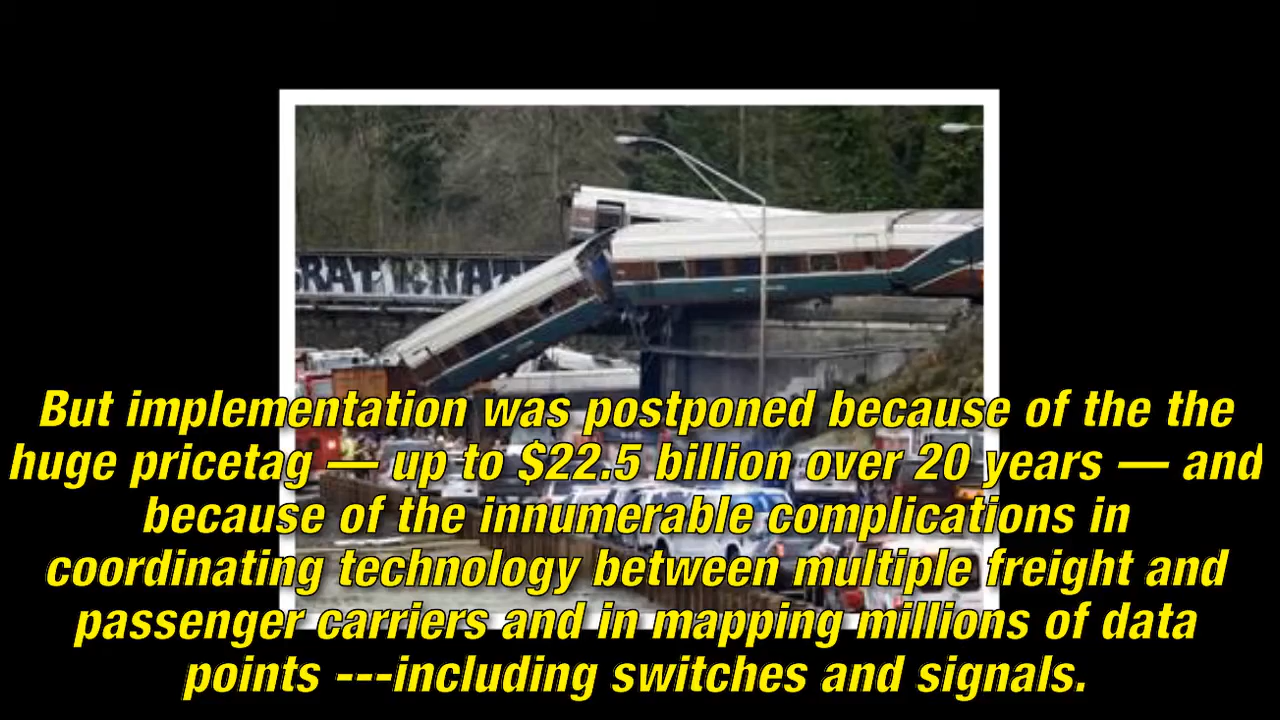 But implementation was postponed because of the the
huge pricetag — up to $22.5 billion over 20 years — and
because of the innumerable complications in
coordinating technology between multiple freight and
passenger carriers and in mapping millions of data
points ---including switches and signals.